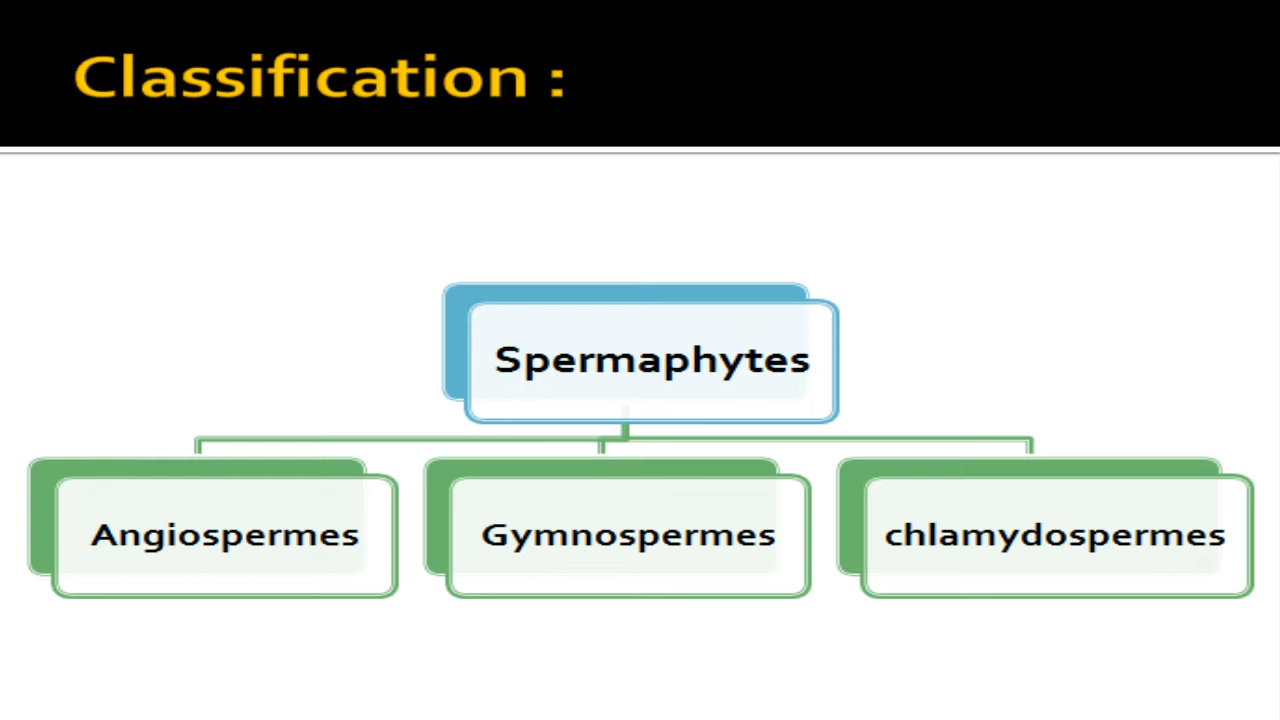 Classification :
Spermaphytes
Angiospermes
Gymnospermes
chlamydospermes